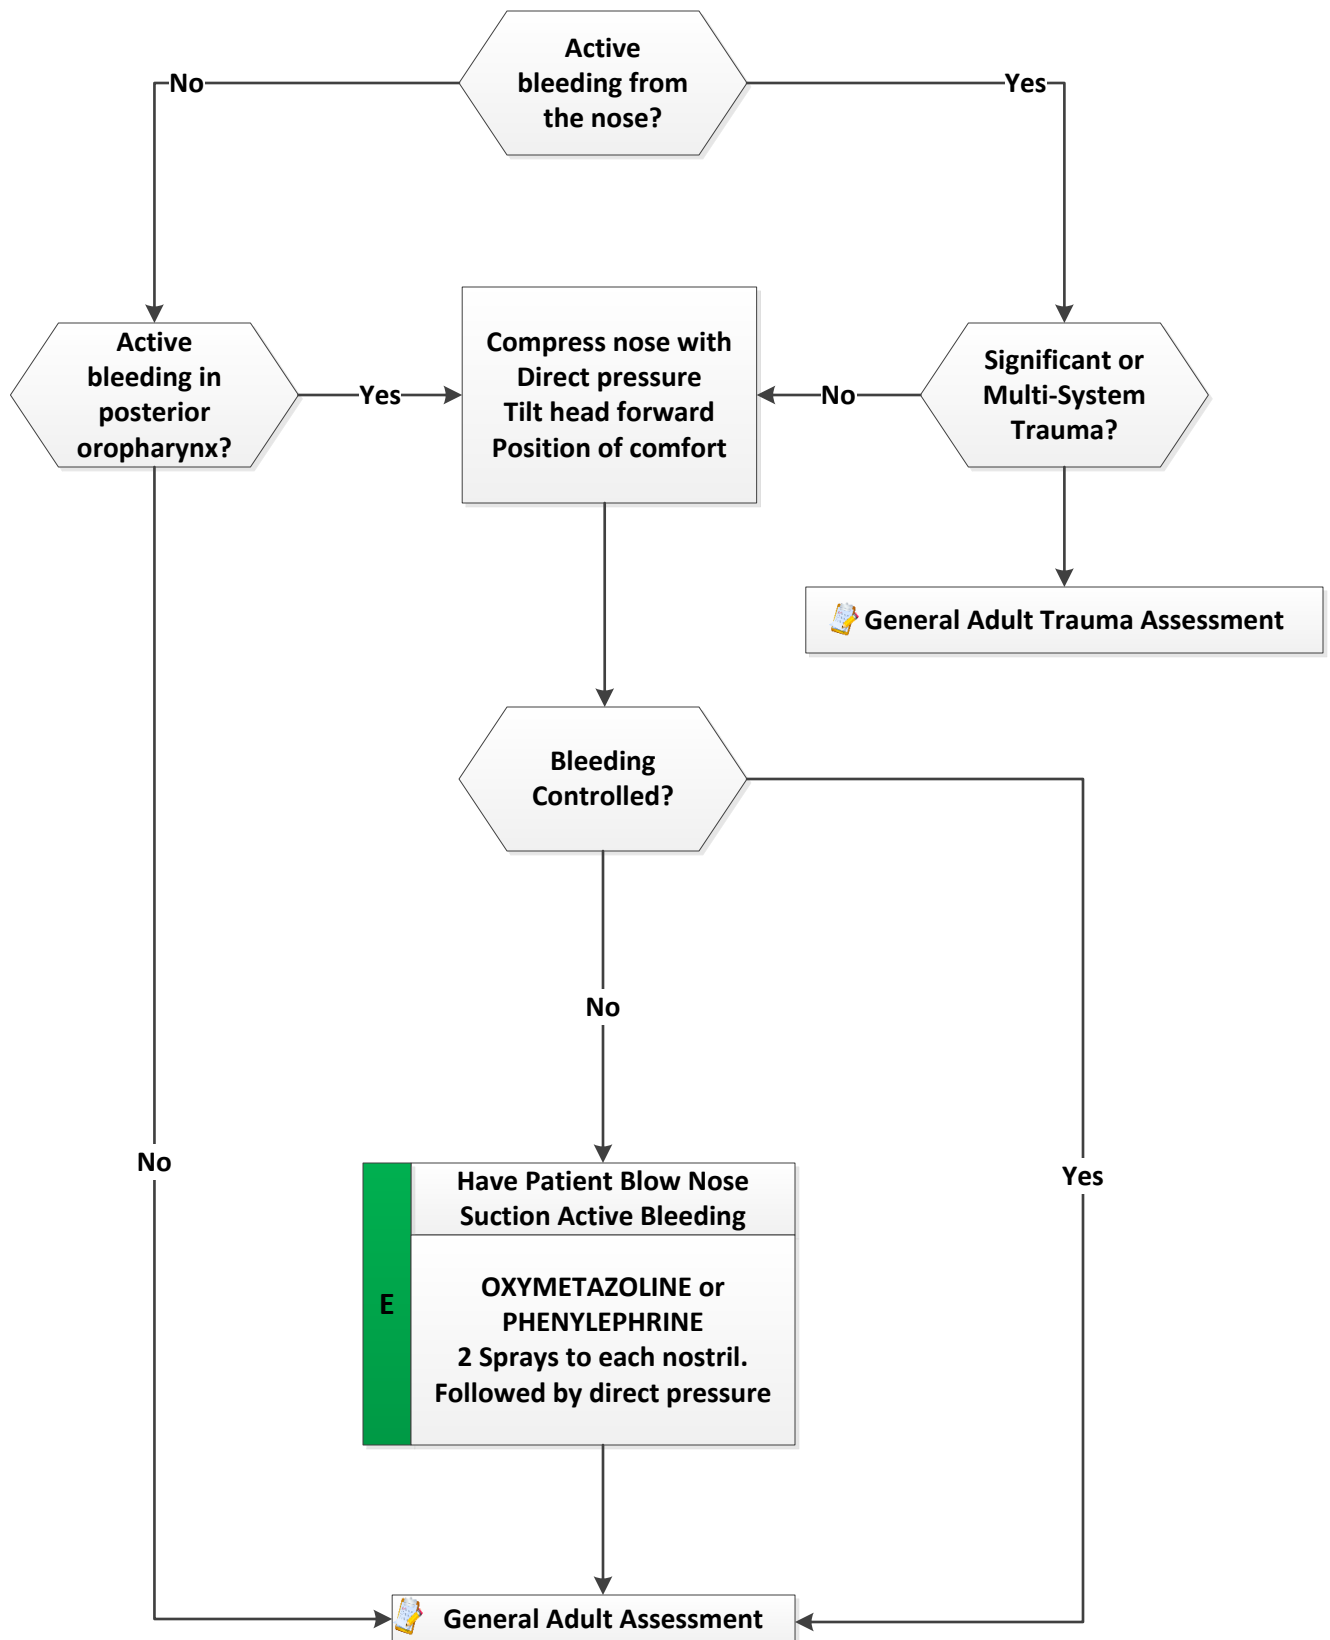 Active
bleeding from
the nose?
No
Yes
Active
bleeding in
posterior
oropharynx?
Yes
Compress nose with
Direct pressure
Tilt head forward
Position of comfort
No
Significant or
Multi-System
Trauma?
General Adult Trauma Assessment
Bleeding
Controlled?
No
No
Yes
Have Patient Blow Nose
Suction Active Bleeding
E
OXYMETAZOLINE or
PHENYLEPHRINE
2 Sprays to each nostril.
Followed by direct pressure
General Adult Assessment